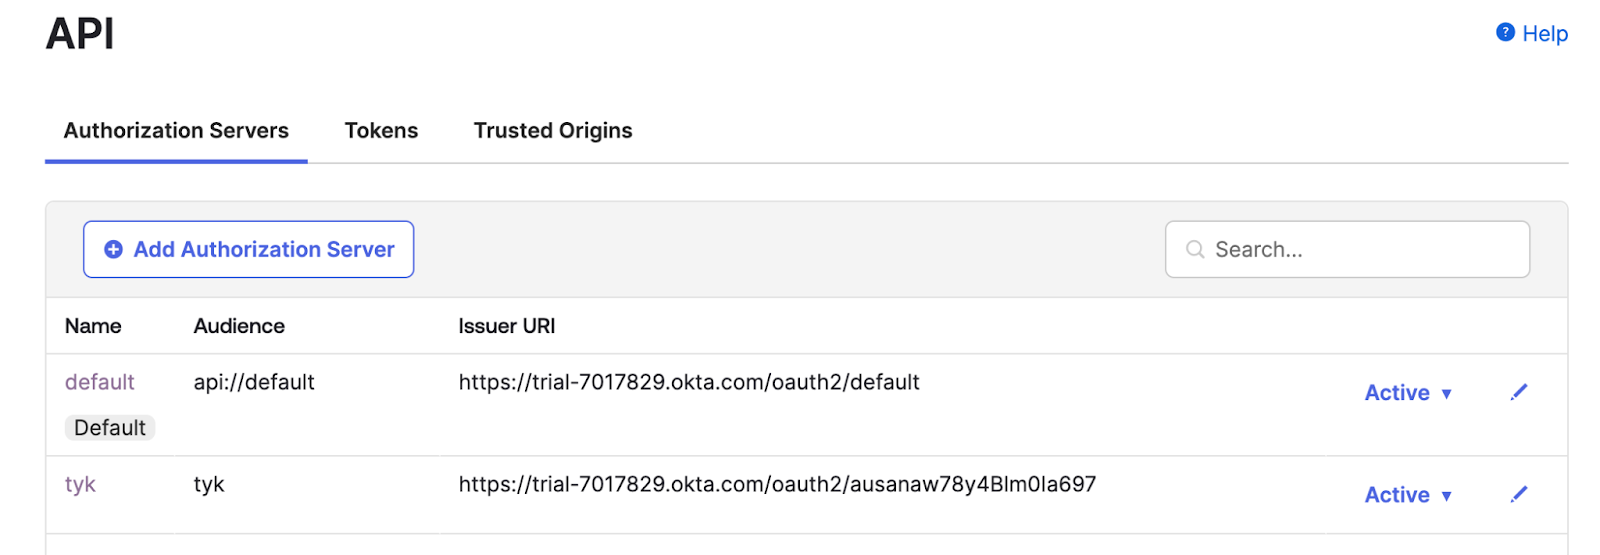 API
Help
Authorization Servers Tokens Trusted Origins
Add Authorization Server Search...
Name Audience Issuer URI
default api://default https://trial-7017829.okta.com/oauth2/default Active
Default
tyk tyk https://trial-7017829.okta.com/oauth2/ausanaw78y4Blm0la697 Active